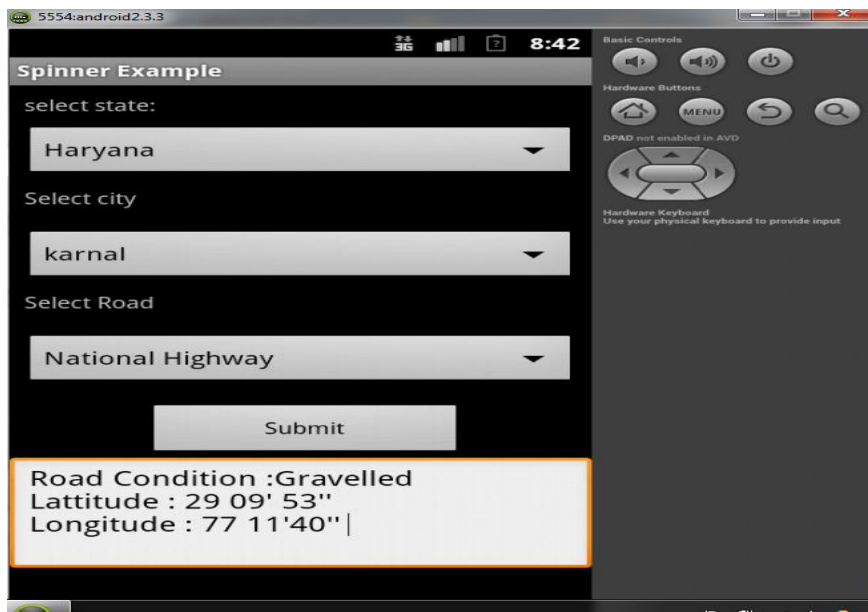 5554:android2.3.3
3G 8:42
Spinner Example
select state:
Haryana
Select city
karnal
Select Road
National Highway
Submit
Road Condition :Gravelled
Lattitude : 29 09' 53''
Longitude : 77 11'40''
Basic Controls
Hardware Buttons
MENU
DPAD not enabled in AVD
Hardware Keyboard
Use your physical keyboard to provide input